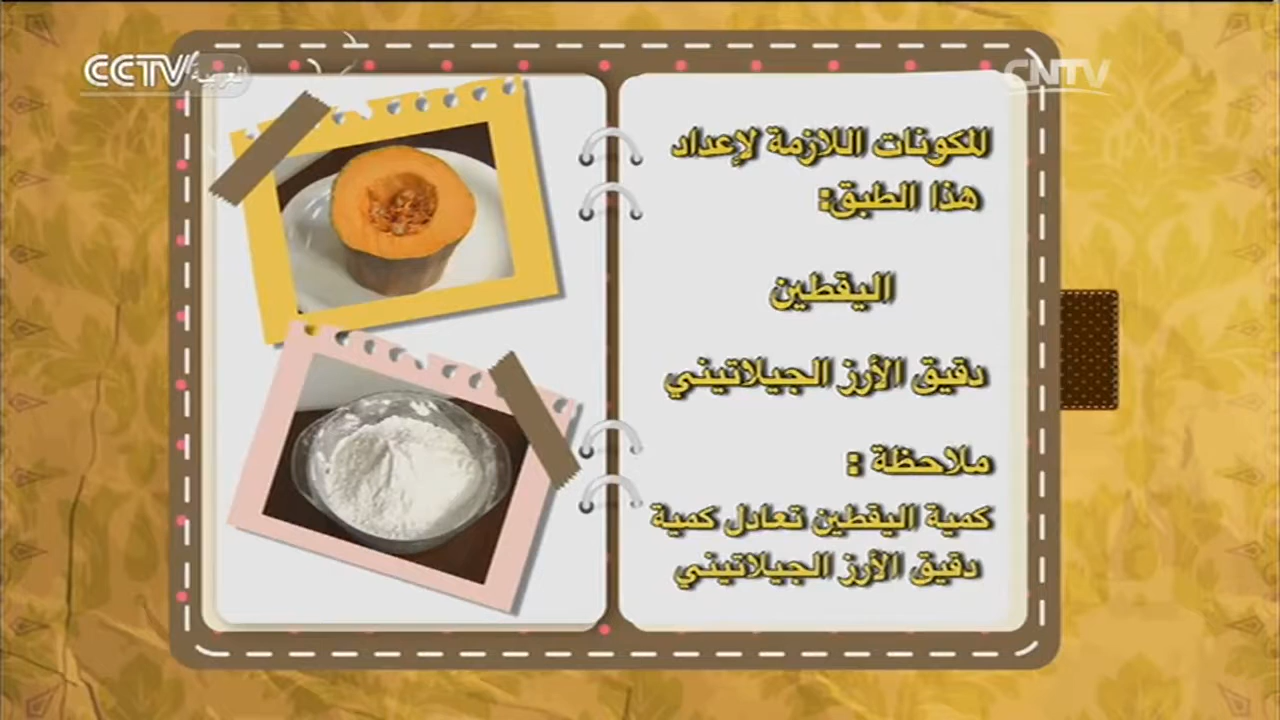 CCTV العربية
CNTV
المكونات اللازمة لإعداد
هذا الطبق:
اليقطين
دقيق الأرز الجيلاتيني
ملاحظة :
كمية اليقطين تعادل كمية
دقيق الأرز الجيلاتيني